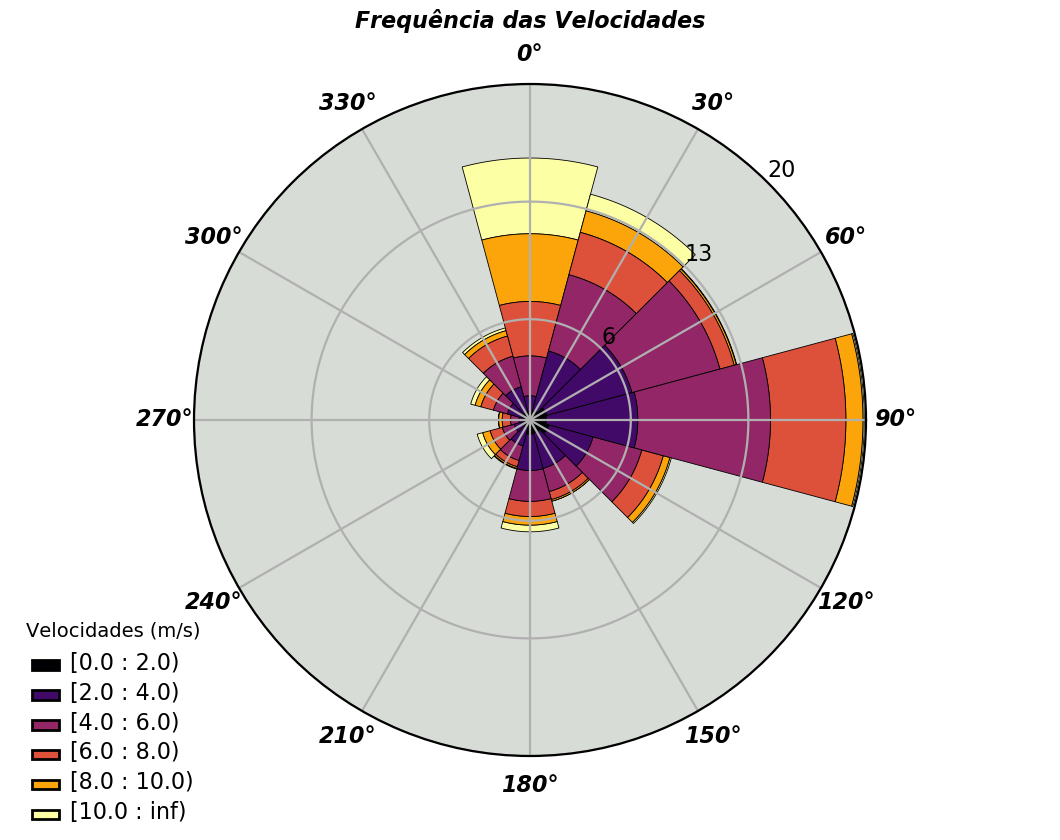 Frequência das Velocidades
0°
330°
30°
20
300°
60°
13
6
270°
90°
240°
120°
Velocidades (m/s)
[0.0 : 2.0)
[2.0 : 4.0)
[4.0 : 6.0)
210°
150°
[6.0 : 8.0)
180°
[8.0 : 10.0)
[10.0 : inf)